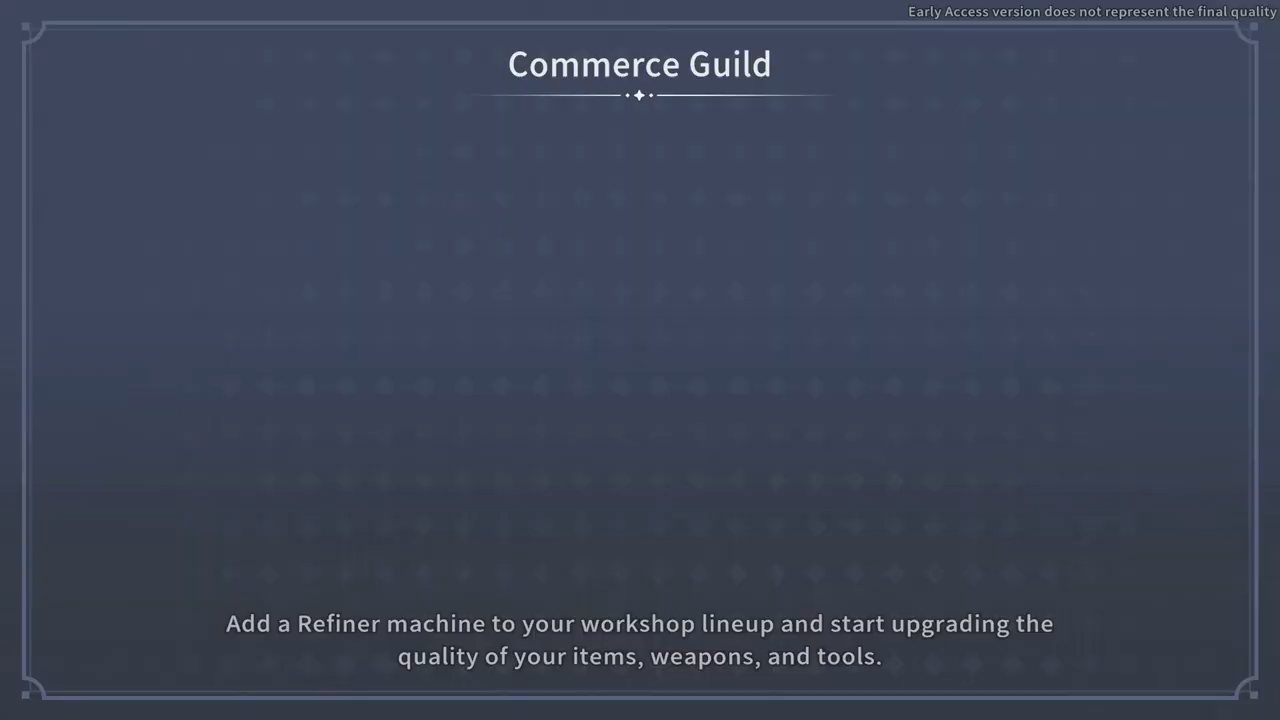 Early Access version does not represent the final quality
Commerce Guild
Add a Refiner machine to your workshop lineup and start upgrading the
quality of your items, weapons, and tools.